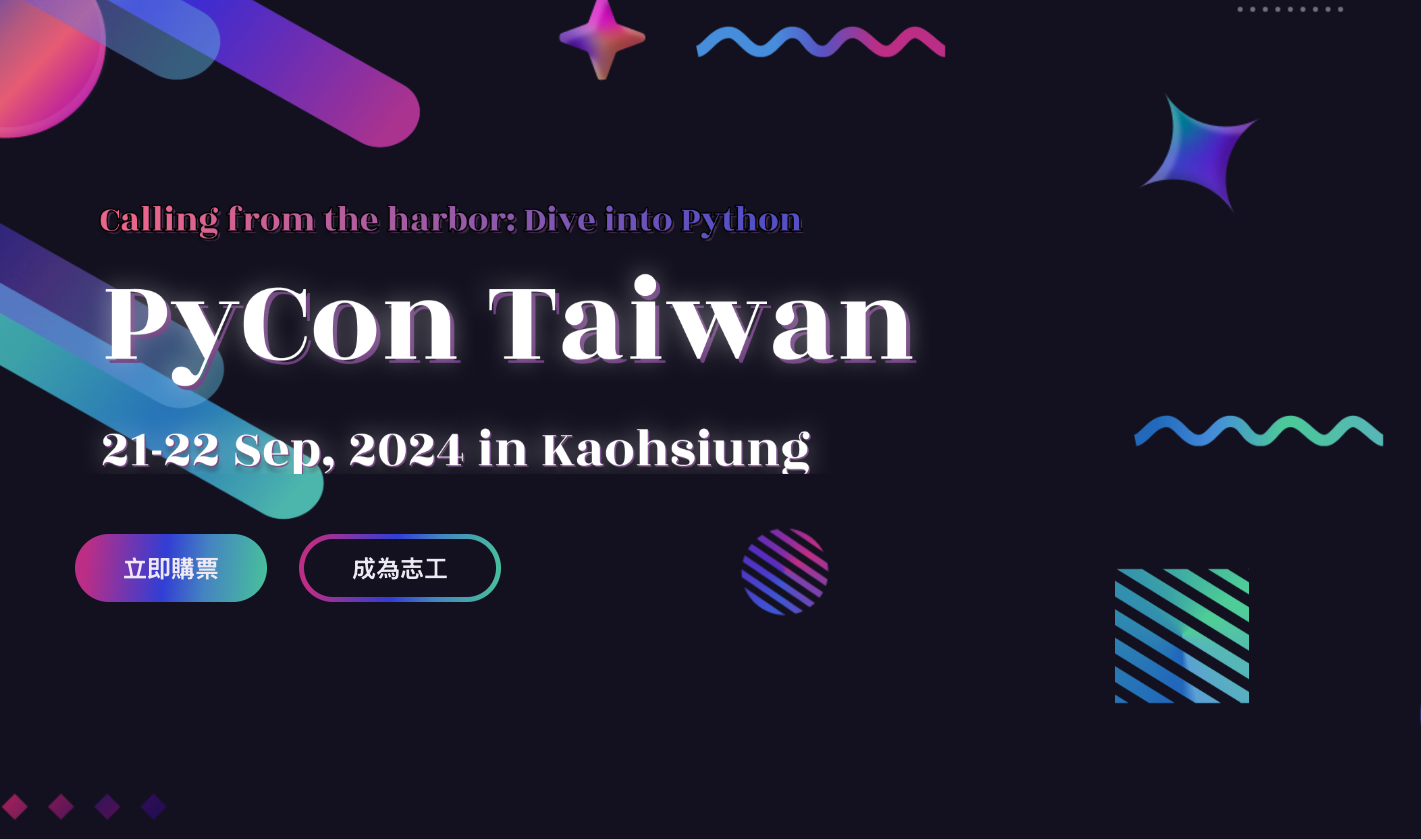 Calling from the harbor: Dive into Python
PyCon Taiwan
21-22 Sep, 2024 in Kaohsiung
立即購票
成為志工